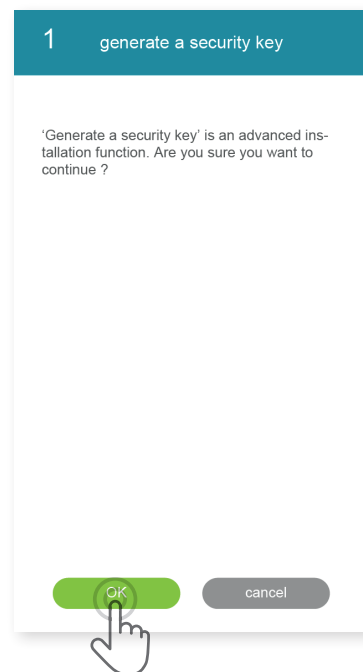 1 generate a security key
‘Generate a security key’ is an advanced ins-
tallation function. Are you sure you want to
continue ?
OK cancel